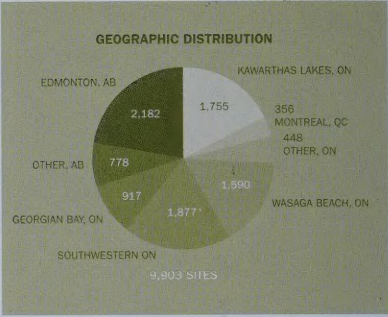 GEOGRAPHIC DISTRIBUTION
EDMONTON, AB
KAWARTHAS LAKES, ON
2,182
1,755
356
MONTREAL, QC
448
OTHER, ON
OTHER, AB
778
1,590
917
WASAGA BEACH, ON
1,877
GEORGIAN BAY, ON
SOUTHWESTERN ON
9,903 SITES